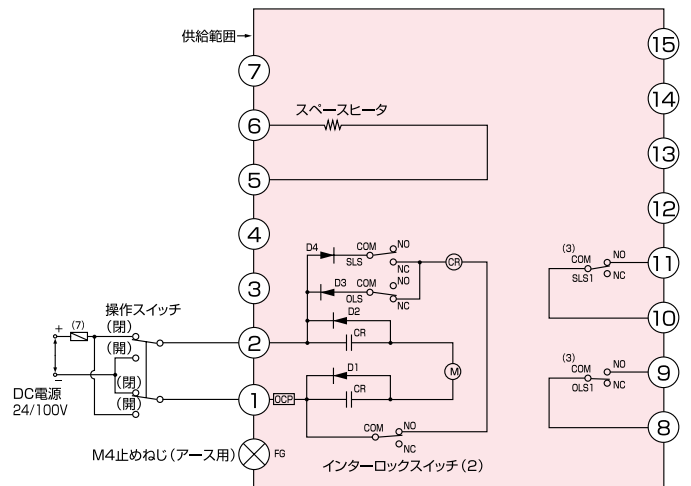 供給範囲
7
6
5
4
3
2
1
FG
15
14
13
12
11
10
9
8
スペースヒータ
D4
COM
NO
SLS
NC
CR
D3
COM
NO
OLS
NC
D2
CR
M
D1
CR
OCP
COM
NO
NC
インターロックスイッチ(2)
(3)
COM
NO
SLS1
NC
(3)
COM
NO
OLS1
NC
操作スイッチ
+
(7)
(閉)
(開)
(閉)
(開)
−
DC電源
24/100V
M4止めねじ(アース用)